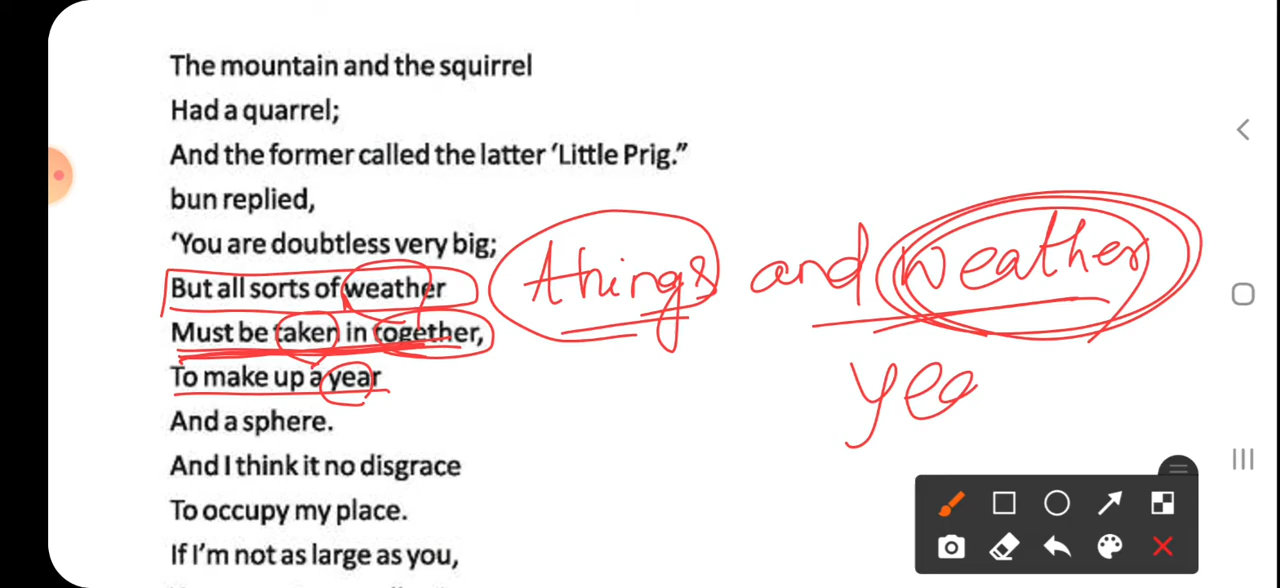 The mountain and the squirrel
Had a quarrel;
And the former called the latter ‘Little Prig.”
bun replied,
‘You are doubtless very big;
But all sorts of weather
things and weather
Must be taken in together,
To make up a year
yea
And a sphere.
And I think it no disgrace
To occupy my place.
If I’m not as large as you,